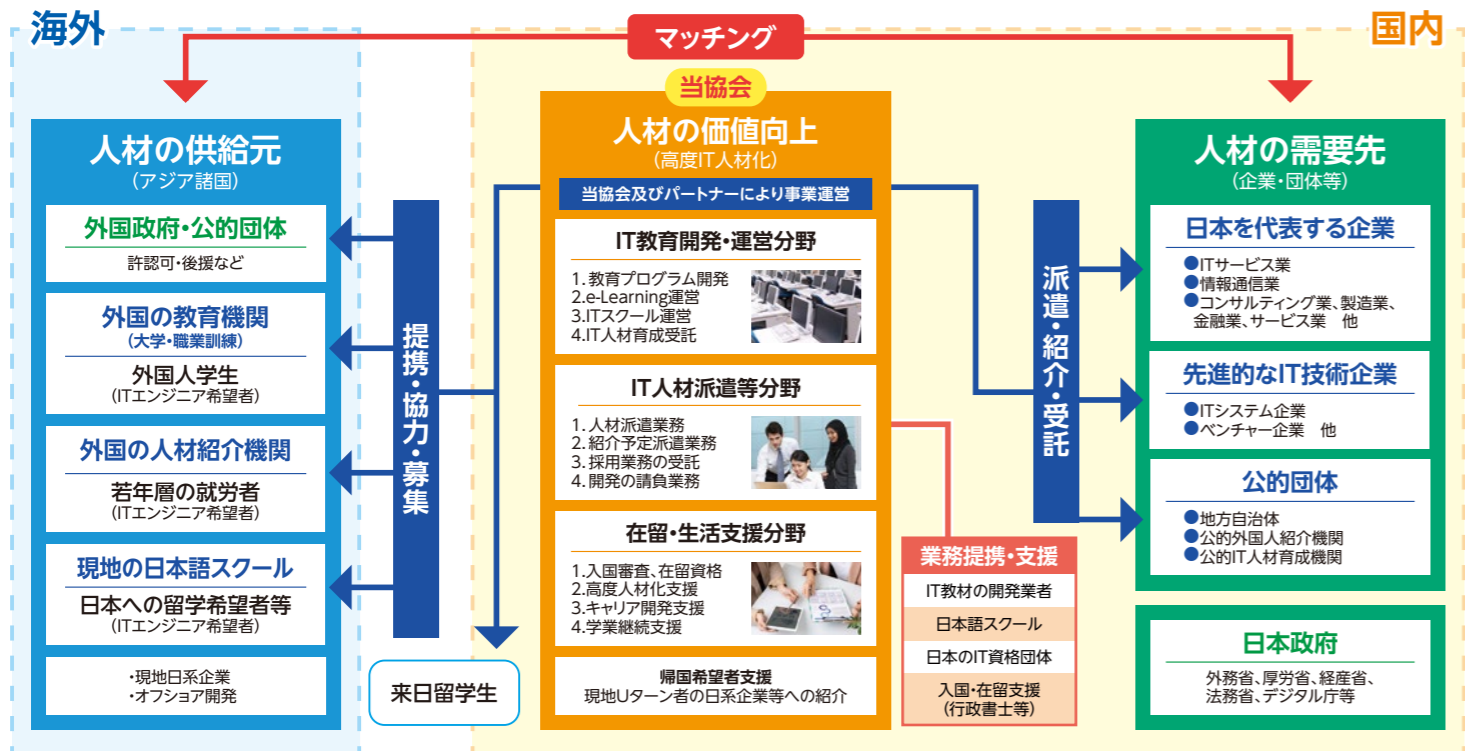 海外
マッチング
国内
人材の供給元
(アジア諸国)
外国政府・公的団体
許認可・後援など
外国の教育機関
(大学・職業訓練)
外国人学生
(ITエンジニア希望者)
外国の人材紹介機関
若年層の就労者
(ITエンジニア希望者)
現地の日本語スクール
日本への留学希望者等
(ITエンジニア希望者)
・現地日系企業
・オフショア開発
提携・協力・募集
来日留学生
当協会
人材の価値向上
(高度IT人材化)
当協会及びパートナーにより事業運営
IT教育開発・運営分野
1. 教育プログラム開発
2.e-Learning運営
3.ITスクール運営
4.IT人材育成受託
IT人材派遣等分野
1. 人材派遣業務
2. 紹介予定派遣業務
3. 採用業務の受託
4. 開発の請負業務
在留・生活支援分野
1.入国審査、在留資格
2.高度人材化支援
3.キャリア開発支援
4.学業継続支援
帰国希望者支援
現地Uターン者の日系企業等への紹介
派遣・紹介・受託
業務提携・支援
IT教材の開発業者
日本語スクール
日本のIT資格団体
入国・在留支援
(行政書士等)
人材の需要先
(企業・団体等)
日本を代表する企業
●ITサービス業
●情報通信業
●コンサルティング業、製造業、
金融業、サービス業　他
先進的なIT技術企業
●ITシステム企業
●ベンチャー企業　他
公的団体
●地方自治体
●公的外国人紹介機関
●公的IT人材育成機関
日本政府
外務省、厚労省、経産省、
法務省、デジタル庁等